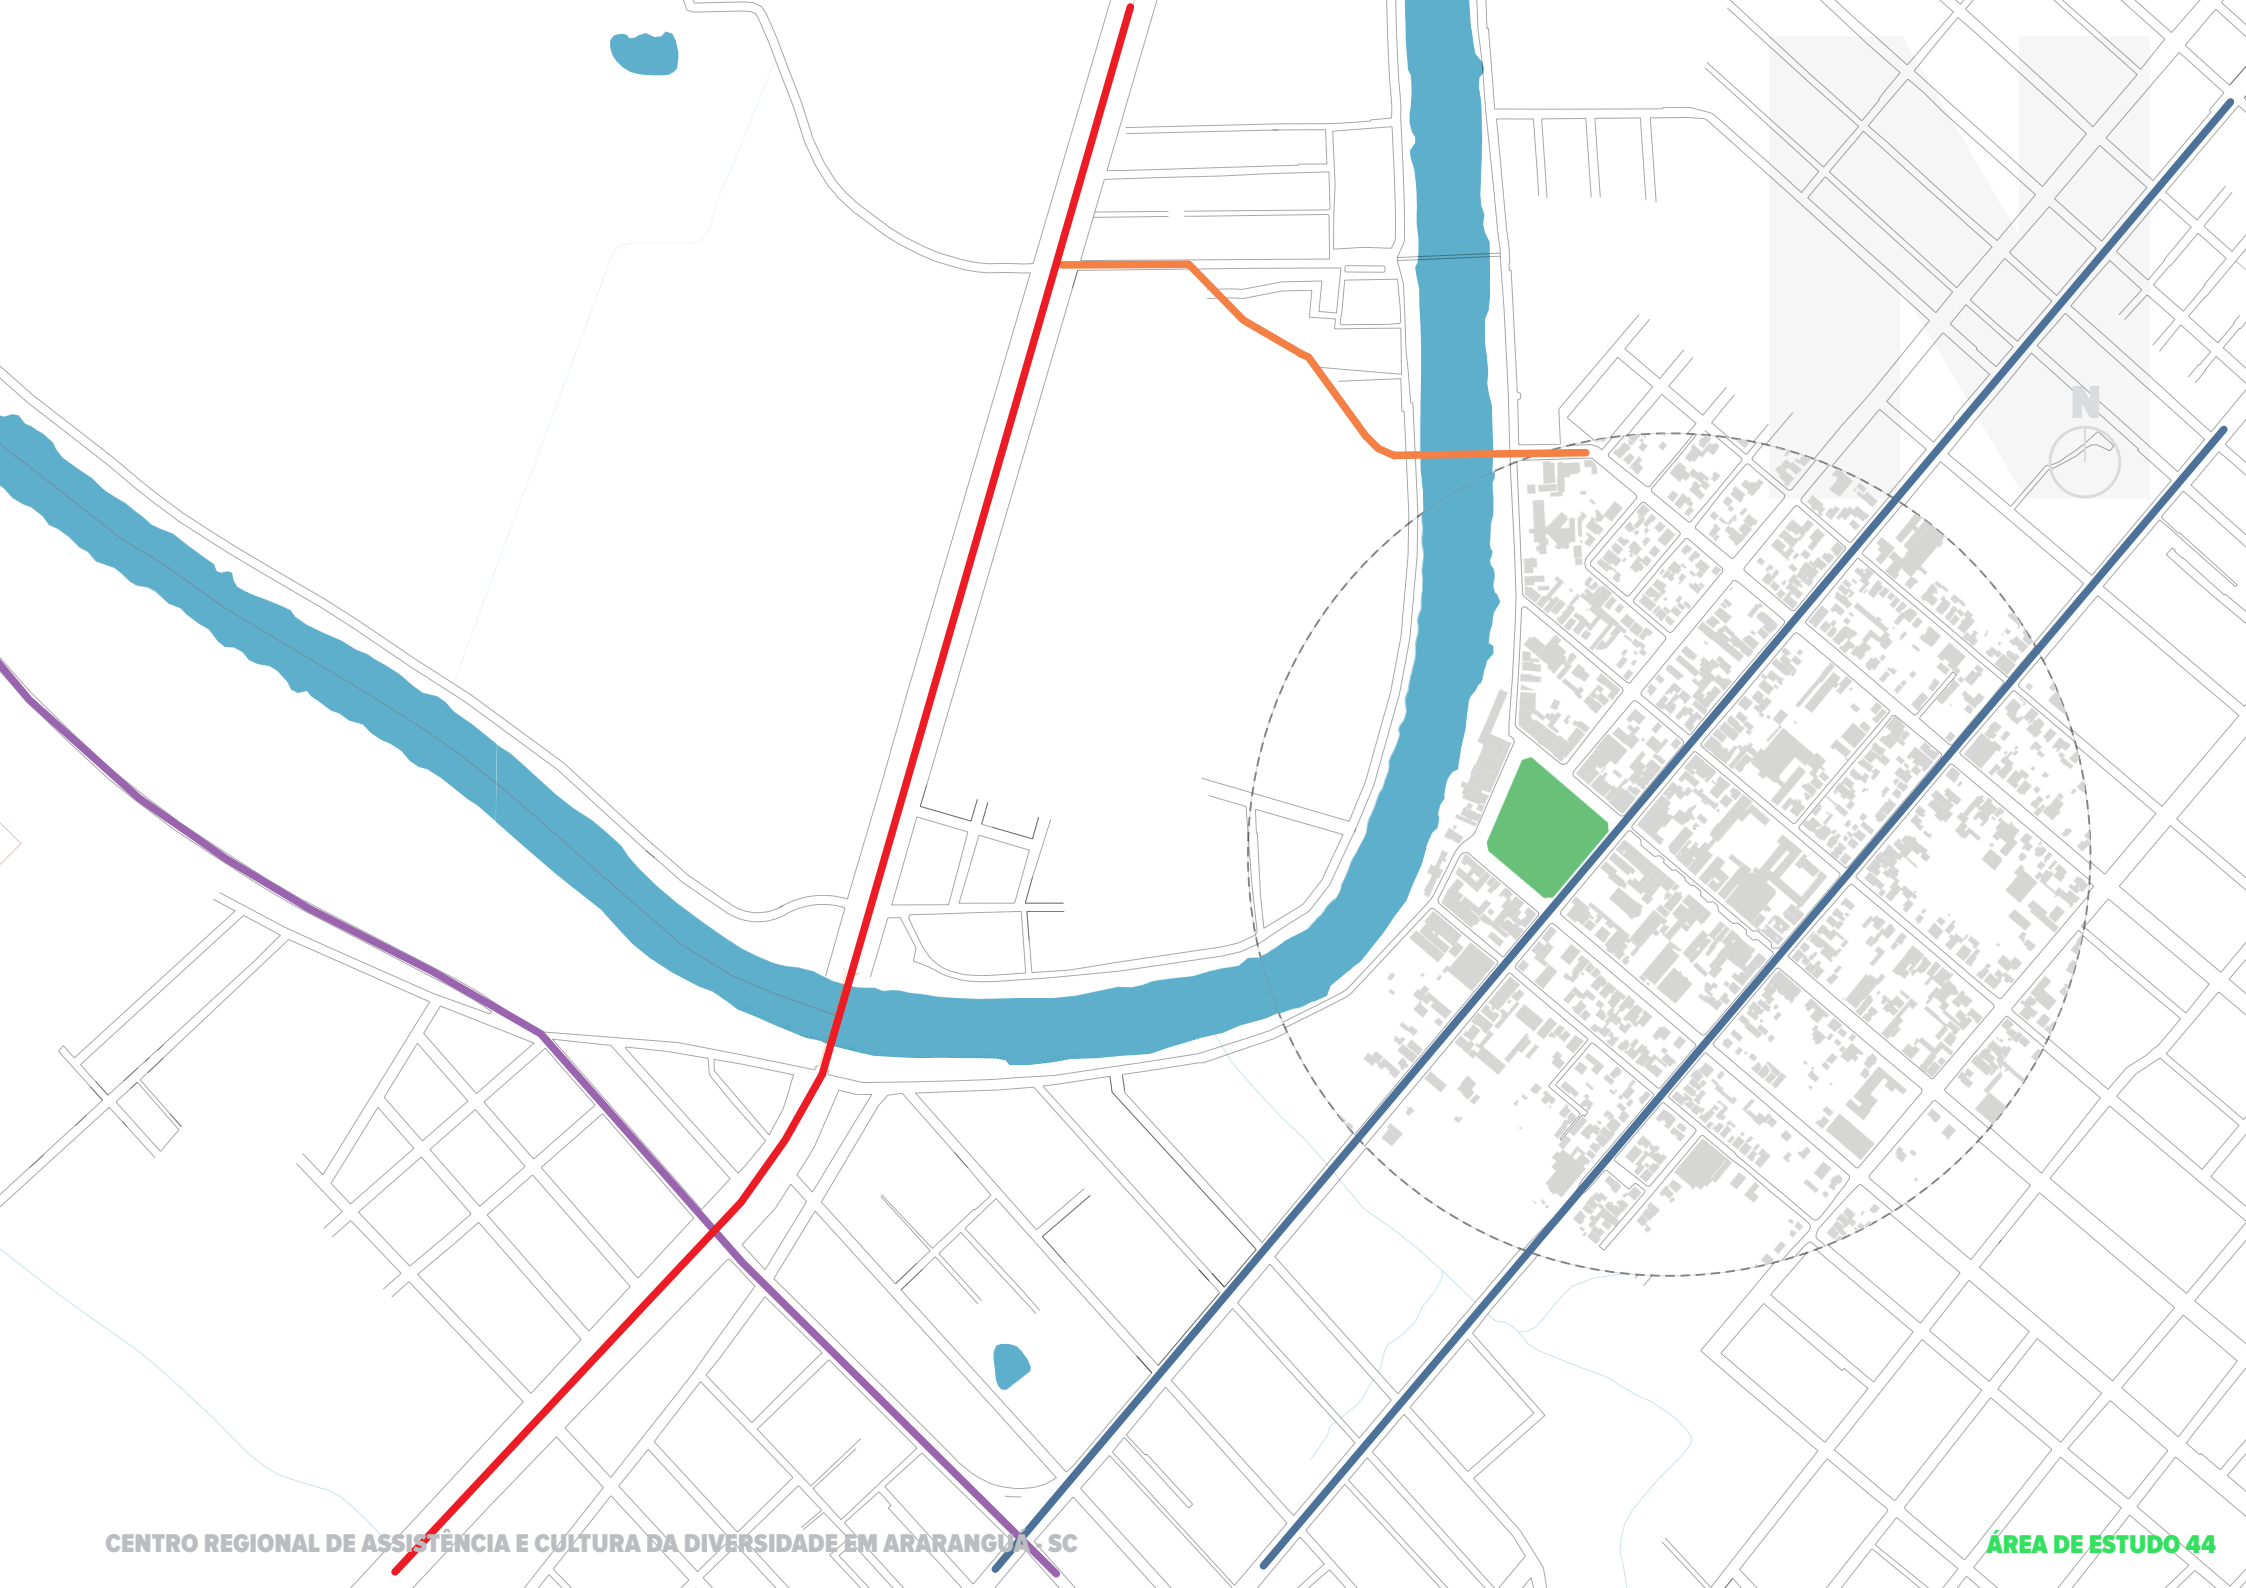 N
CENTRO REGIONAL DE ASSISTÊNCIA E CULTURA DA DIVERSIDADE EM ARARANGUÁ - SC
ÁREA DE ESTUDO 44